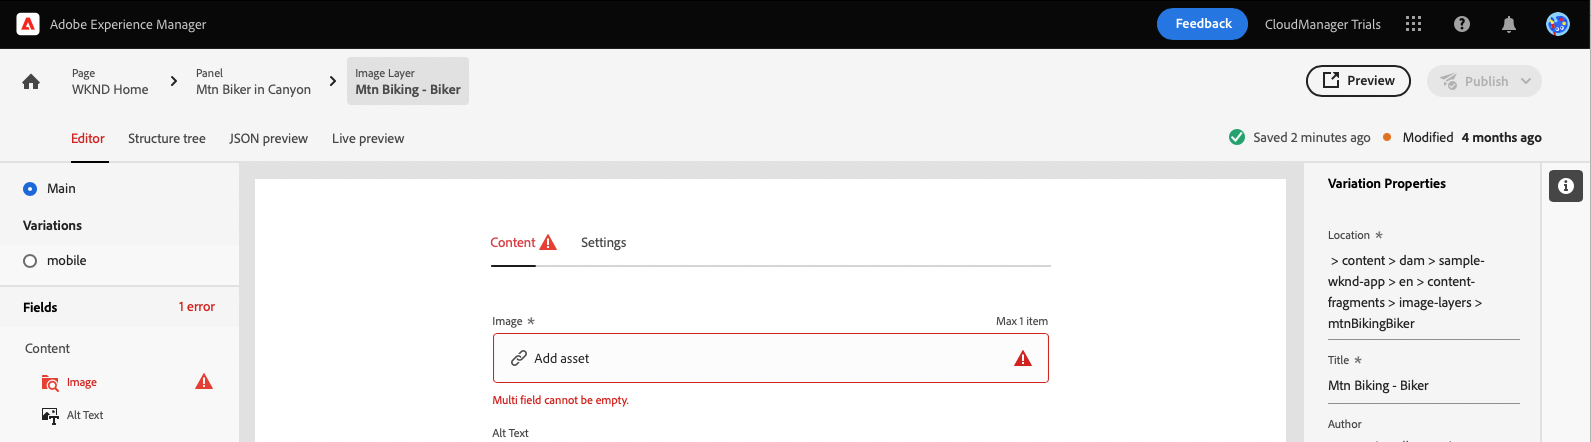 Adobe Experience Manager
Feedback
CloudManager Trials
Page
WKND Home
Panel
Mtn Biker in Canyon
Image Layer
Mtn Biking - Biker
Preview
Publish
Editor
Structure tree
JSON preview
Live preview
Saved 2 minutes ago
Modified 4 months ago
Main
Variations
mobile
Fields
1 error
Content
Image
Alt Text
Content
Settings
Image *
Max 1 item
Add asset
Multi field cannot be empty.
Alt Text
Variation Properties
Location *
> content > dam > sample-
wknd-app > en > content-
fragments > image-layers >
mtnBikingBiker
Title *
Mtn Biking - Biker
Author